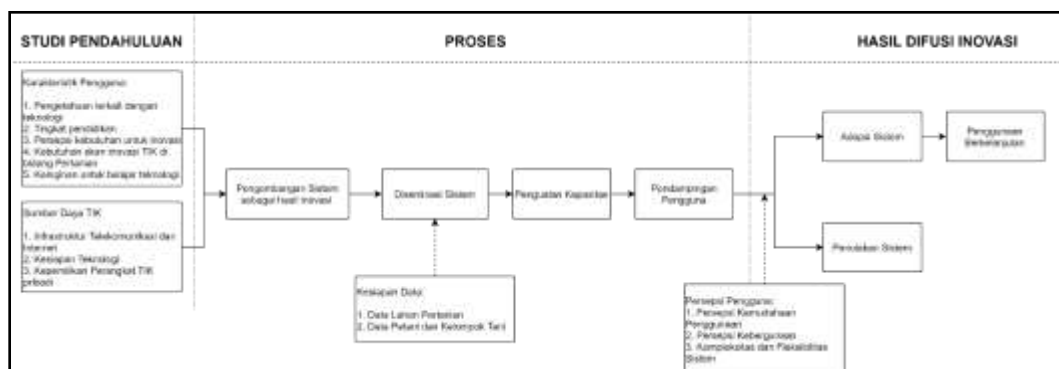 STUDI PENDAHULUAN
PROSES
HASIL DIFUSI INOVASI
Karakteristik Pengguna:
1. Pengetahuan terkait dengan
teknologi
2. Tingkat pendidikan
3. Persepsi kebutuhan untuk inovasi
4. Kebutuhan akan inovasi TIK di
bidang Pertanian
5. Keinginan untuk belajar teknologi
Sumber Daya TIK
1. Infrastruktur Telekomunikasi dan
Internet
2. Kesiapan Teknologi
3. Kepemilikan Perangkat TIK
pribadi
Pengembangan Sistem
sebagai hasil inovasi
Diseminasi Sistem
Penguatan Kapasitas
Pendampingan
Pengguna
Kesiapan Data:
1. Data Lahan Pertanian
2. Data Petani dan Kelompok Tani
Persepsi Pengguna:
1. Persepsi Kemudahaan
Penggunaan
2. Persepsi Kebergunaan
3. Kompleksitas dan Fleksibilitas
Sistem
Adopsi Sistem
Penggunaan
Berkelanjutan
Penolakan Sistem